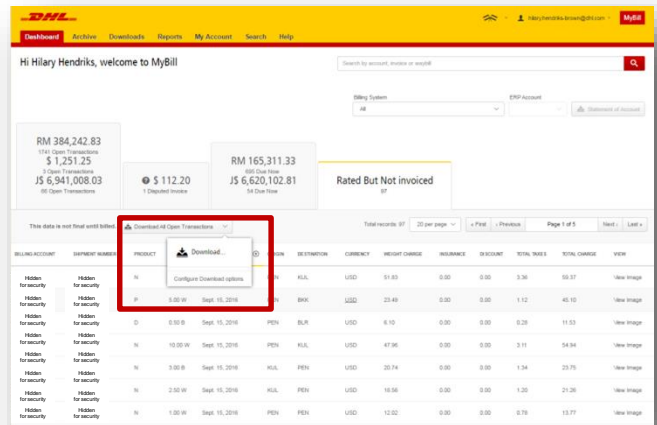 DHL
hilary.hendriks-brown@dhl.com
MyBill
Dashboard Archive Downloads Reports My Account Search Help
Hi Hilary Hendriks, welcome to MyBill
Search by account, invoice or waybill
Billing System ERP Account
All Statement of Account
RM 384,242.83
1741 Open Transactions
$ 1,251.25
3 Open Transactions
J$ 6,941,008.03
66 Open Transactions
$ 112.20
1 Disputed Invoice
RM 165,311.33
695 Due Now
J$ 6,620,102.81
54 Due Now
Rated But Not invoiced
97
This data is not final until billed. Download All Open Transactions Total records: 97 20 per page « First ‹ Previous Page 1 of 5 Next › Last »
Download...
Configure Download options
BILLING ACCOUNT SHIPMENT NUMBER PRODUCT DESTINATION CURRENCY WEIGHT CHARGE INSURANCE DISCOUNT TOTAL TAXES TOTAL CHARGE VIEW
Hidden for security Hidden for security N KUL USD 51.83 0.00 0.00 3.36 59.37 View Image
Hidden for security Hidden for security P 5.00 W Sept. 15, 2016 BKK USD 23.48 0.00 0.00 1.12 45.10 View Image
Hidden for security Hidden for security D 0.50 B Sept. 15, 2016 PEN BLR USD 6.10 0.00 0.00 0.28 11.53 View Image
Hidden for security Hidden for security N 10.00 W Sept. 15, 2016 PEN KUL USD 47.96 0.00 0.00 3.11 54.94 View Image
Hidden for security Hidden for security N 3.00 B Sept. 15, 2016 KUL PEN USD 20.74 0.00 0.00 1.34 23.75 View Image
Hidden for security Hidden for security N 2.50 W Sept. 15, 2016 KUL PEN USD 18.56 0.00 0.00 1.20 21.26 View Image
Hidden for security Hidden for security N 1.00 W Sept. 15, 2016 PEN PEN USD 12.02 0.00 0.00 0.78 13.77 View Image